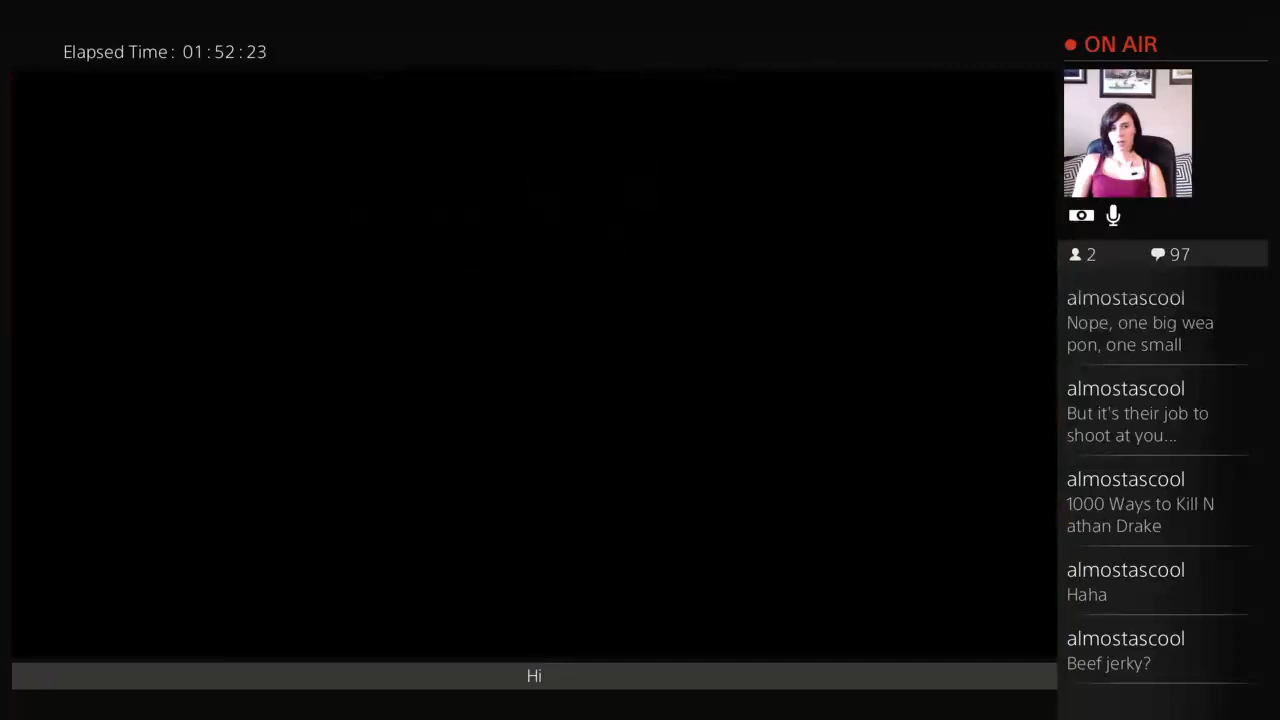 Elapsed Time: 01:52:23
ON AIR
2 97
almostascool
Nope, one big wea
pon, one small
almostascool
But it's their job to
shoot at you...
almostascool
1000 Ways to Kill N
athan Drake
almostascool
Haha
almostascool
Beef jerky?
Hi